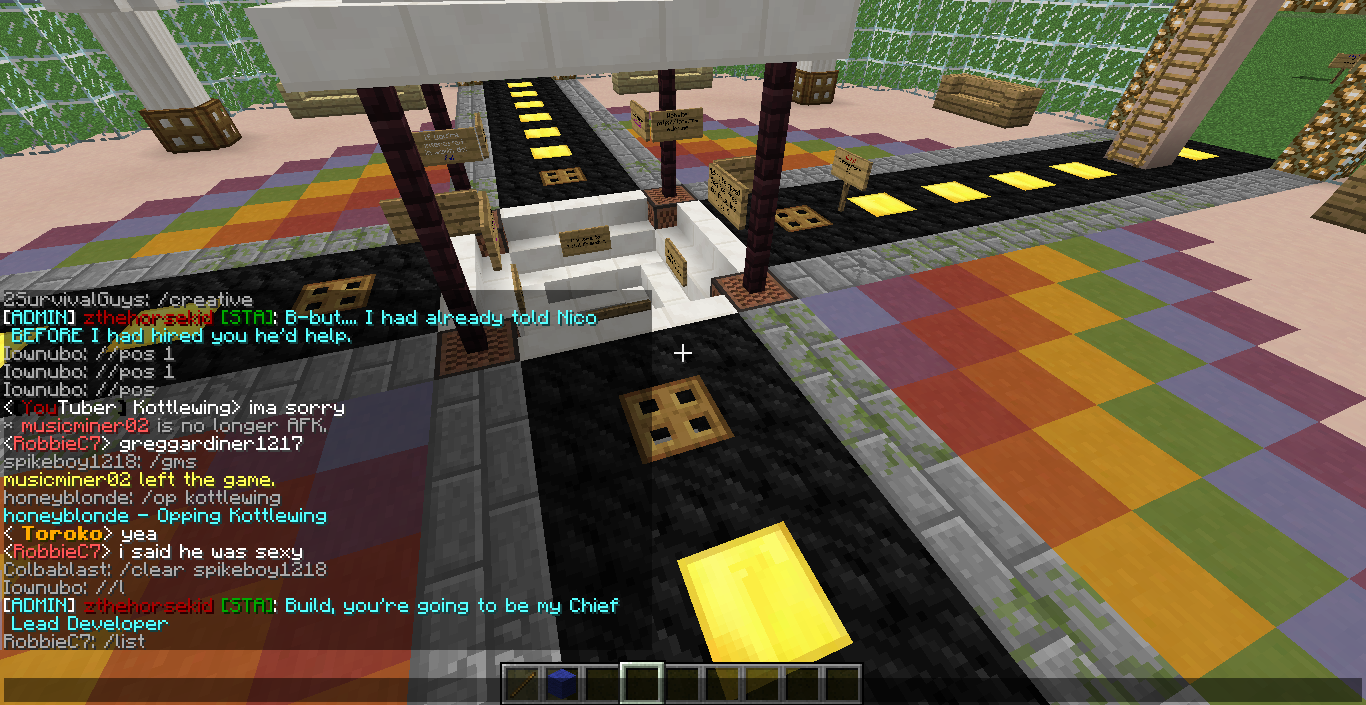 2SurvivalGuys: /creative
[ADMIN] zthehorsekid [STA]: B-but.... I had already told Nico
BEFORE I had hired you he'd help.
Iownubo: //pos 1
Iownubo: //pos 1
Iownubo: //pos
< YouTuber Kottlewing> ima sorry
* musicminer02 is no longer AFK.
<RobbieC7> greggardiner1217
spikeboy1218: /gms
musicminer02 left the game.
honeyblonde: /op kottlewing
honeyblonde - Opping Kottlewing
< Toroko> yea
<RobbieC7> i said he was sexy
Colbablast: /clear spikeboy1218
Iownubo: //l
[ADMIN] zthehorsekid [STA]: Build, you're going to be my Chief
Lead Developer
RobbieC7: /list